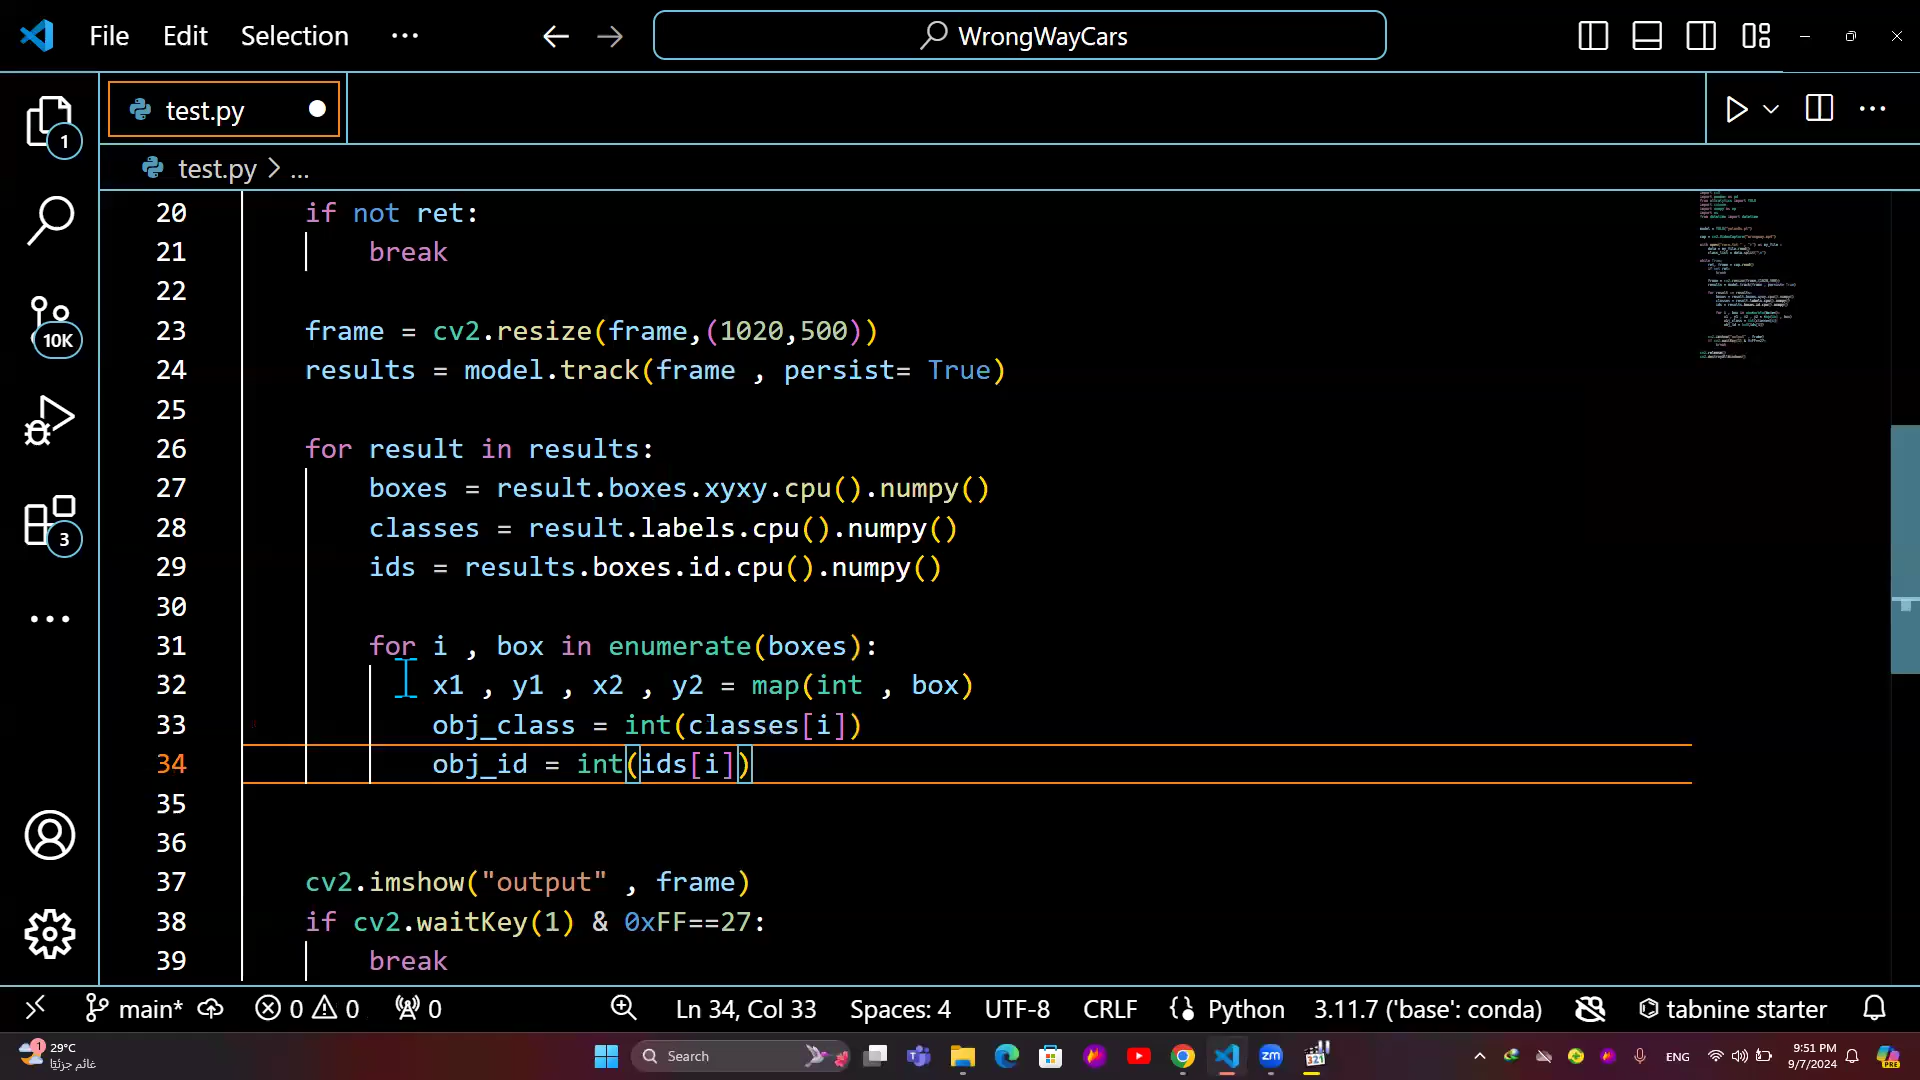 File Edit Selection ··· WrongWayCars
test.py
1
test.py > ...
20 if not ret:
21 break
22
23 frame = cv2.resize(frame,(1020,500))
24 results = model.track(frame , persist= True)
25
26 for result in results:
27 boxes = result.boxes.xyxy.cpu().numpy()
28 classes = result.labels.cpu().numpy()
29 ids = results.boxes.id.cpu().numpy()
30
31 for i , box in enumerate(boxes):
32 x1 , y1 , x2 , y2 = map(int , box)
33 obj_class = int(classes[i])
34 obj_id = int(ids[i])
35
36
37 cv2.imshow("output" , frame)
38 if cv2.waitKey(1) & 0xFF==27:
39 break
10K
3
main* 0 0 0 Ln 34, Col 33 Spaces: 4 UTF-8 CRLF Python 3.11.7 ('base': conda) tabnine starter
1 29°C
غائم جزئيًا
Search
zm
321
ENG
9:51 PM
9/7/2024
PRE